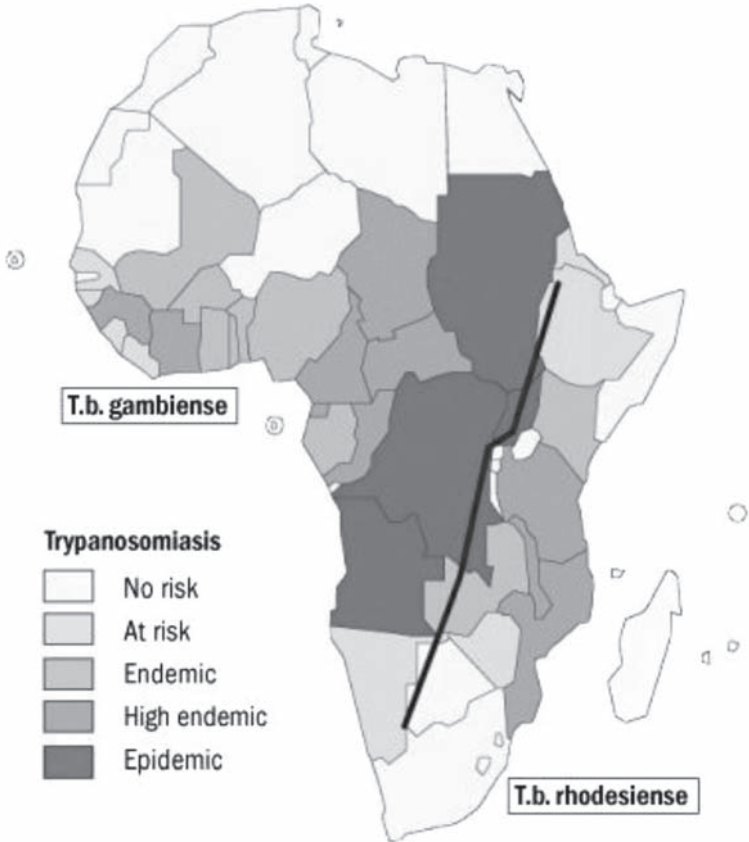 T.b. gambiense
Trypanosomiasis
No risk
At risk
Endemic
High endemic
Epidemic
T.b. rhodesiense